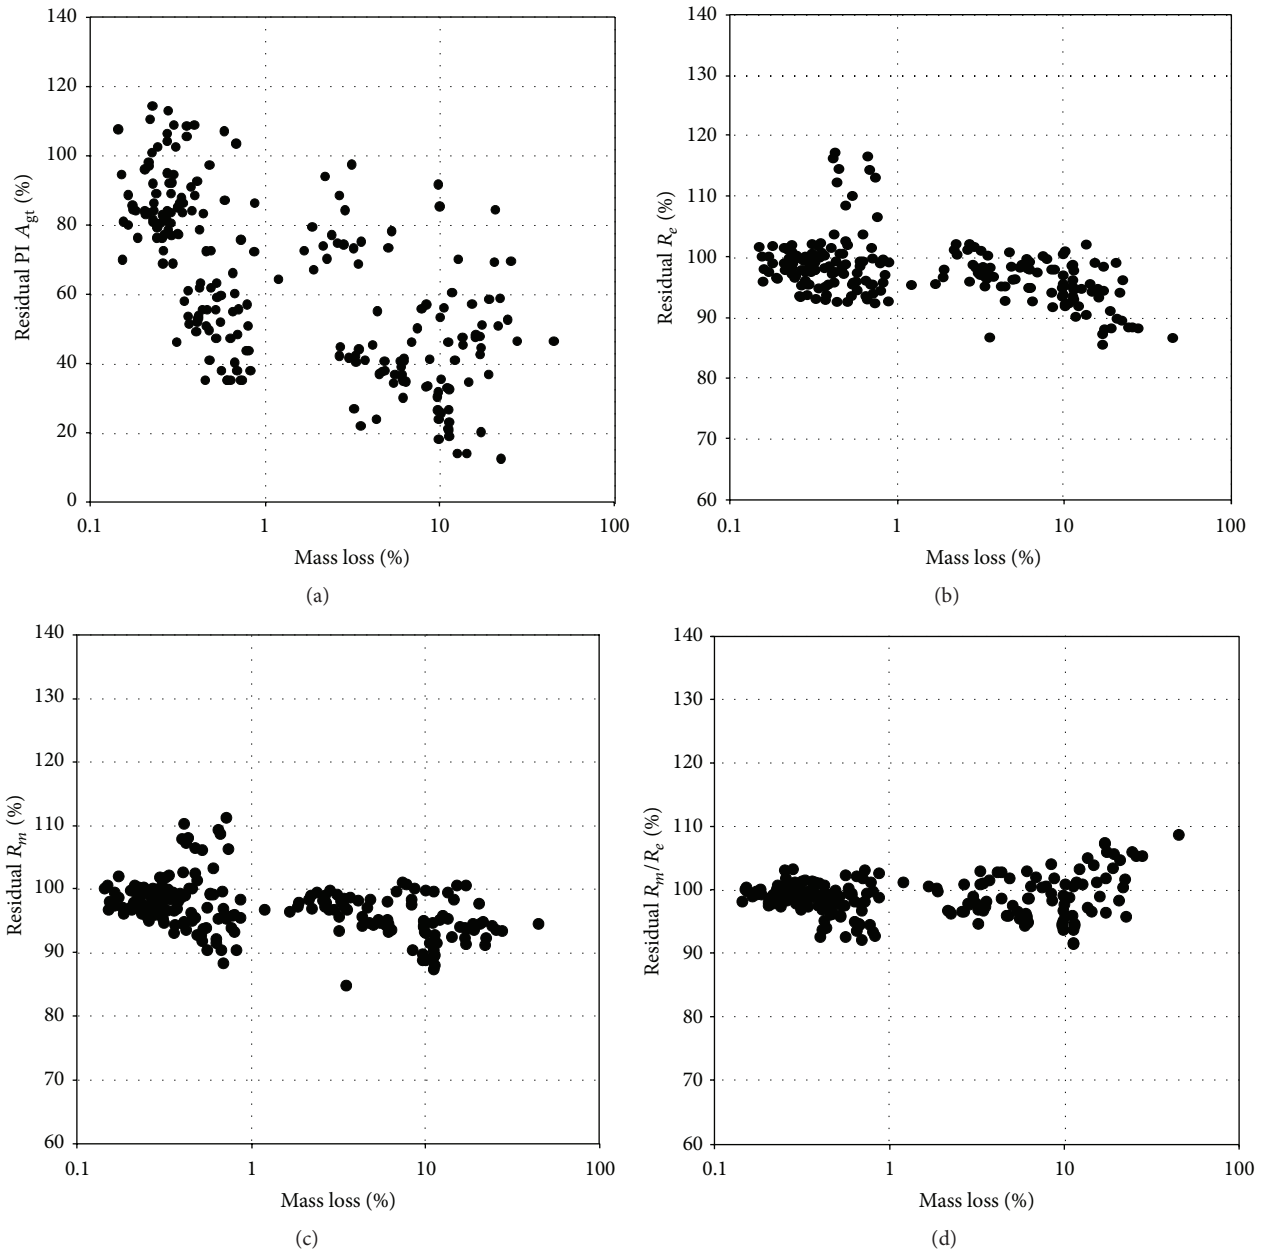 140
120
100
80
60
40
20
0
Residual PI A_gt (%)
0.1 1 10 100
Mass loss (%)
(a)
140
130
120
110
100
90
80
70
60
Residual R_e (%)
0.1 1 10 100
Mass loss (%)
(b)
140
130
120
110
100
90
80
70
60
Residual R_m (%)
0.1 1 10 100
Mass loss (%)
(c)
140
130
120
110
100
90
80
70
60
Residual R_m/R_e (%)
0.1 1 10 100
Mass loss (%)
(d)